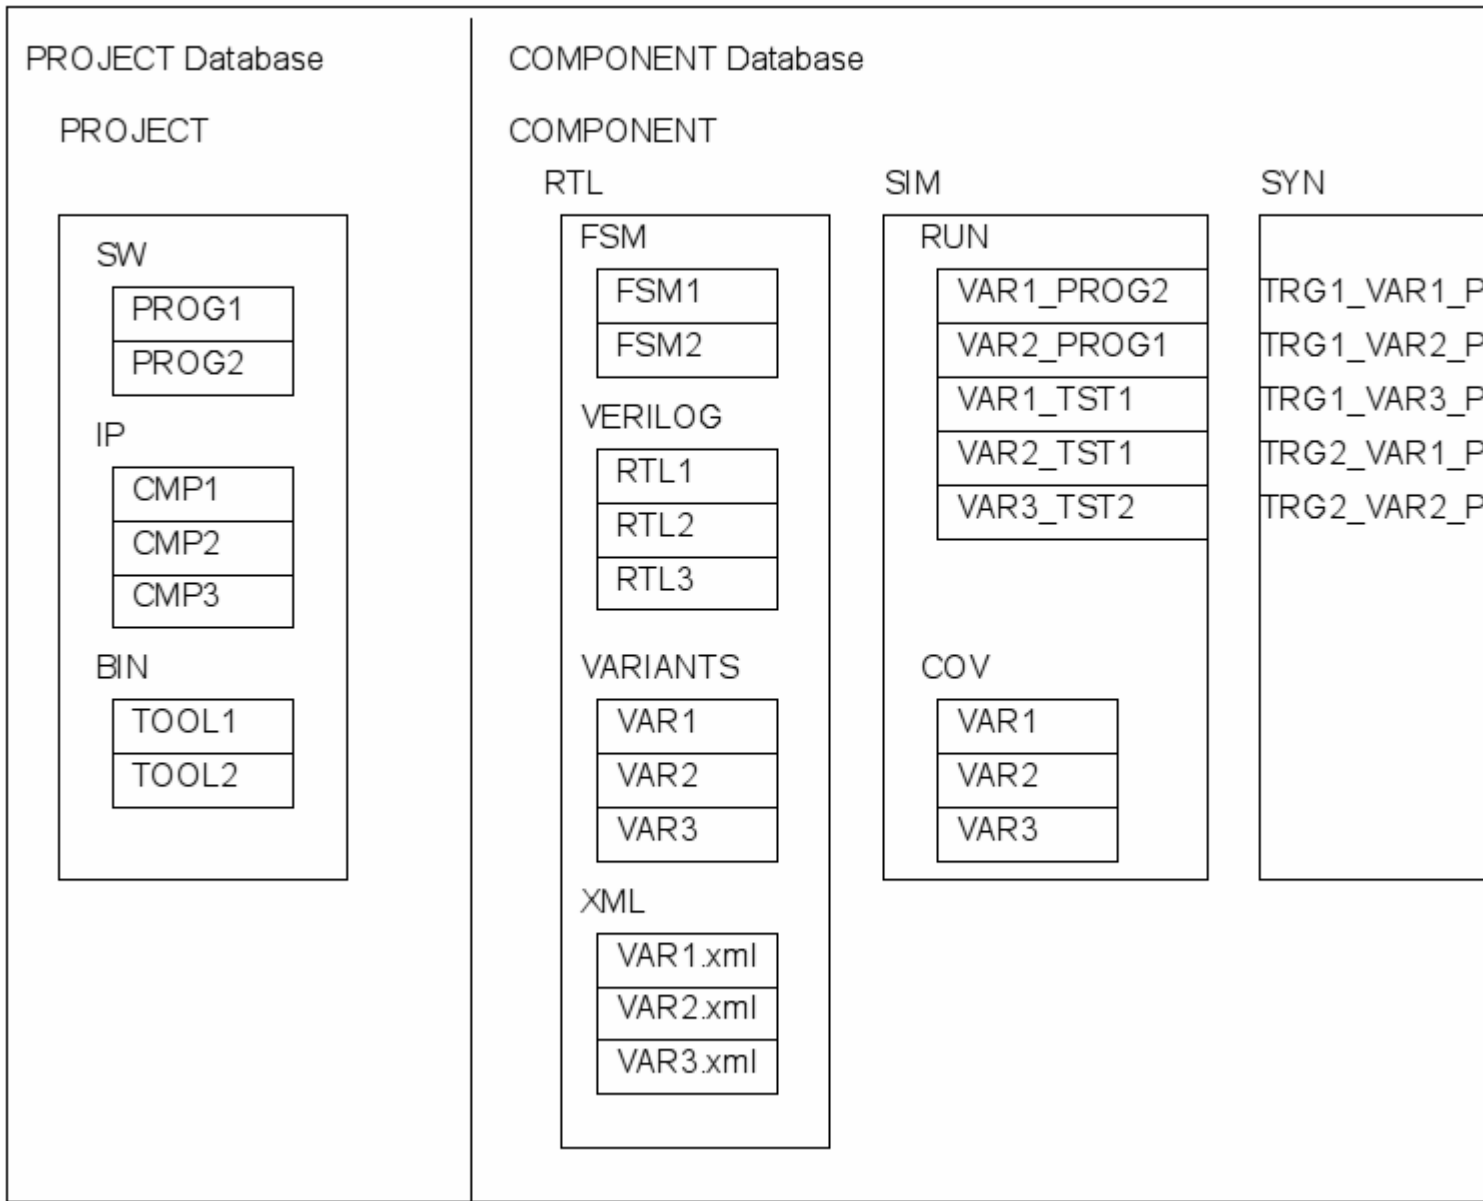 PROJECT Database
PROJECT
SW
PROG1
PROG2
IP
CMP1
CMP2
CMP3
BIN
TOOL1
TOOL2
COMPONENT Database
COMPONENT
RTL
FSM
FSM1
FSM2
VERILOG
RTL1
RTL2
RTL3
VARIANTS
VAR1
VAR2
VAR3
XML
VAR1.xml
VAR2.xml
VAR3.xml
SIM
RUN
VAR1_PROG2
VAR2_PROG1
VAR1_TST1
VAR2_TST1
VAR3_TST2
COV
VAR1
VAR2
VAR3
SYN
TRG1_VAR1_P
TRG1_VAR2_P
TRG1_VAR3_P
TRG2_VAR1_P
TRG2_VAR2_P